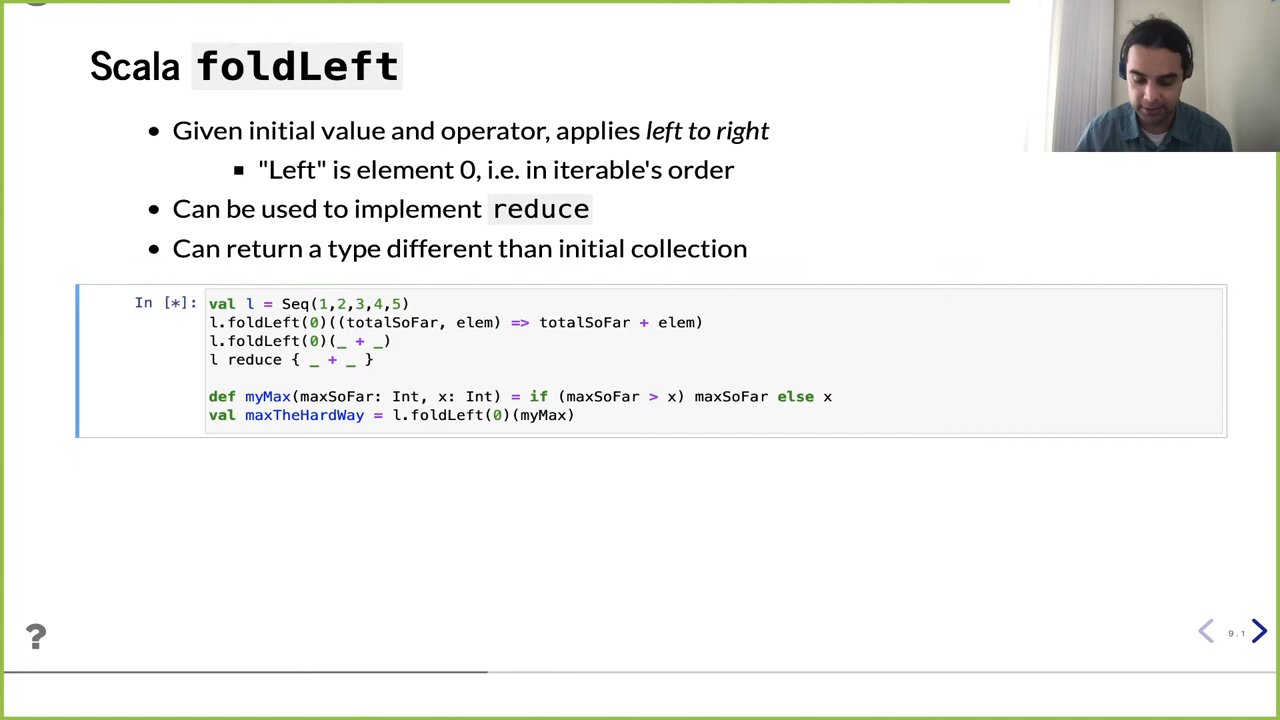 Scala foldLeft
• Given initial value and operator, applies left to right
▪ "Left" is element 0, i.e. in iterable's order
• Can be used to implement reduce
• Can return a type different than initial collection
In [*]: val l = Seq(1,2,3,4,5)
l.foldLeft(0)((totalSoFar, elem) => totalSoFar + elem)
l.foldLeft(0)(_ + _)
l reduce { _ + _ }
def myMax(maxSoFar: Int, x: Int) = if (maxSoFar > x) maxSoFar else x
val maxTheHardWay = l.foldLeft(0)(myMax)
?
9.1